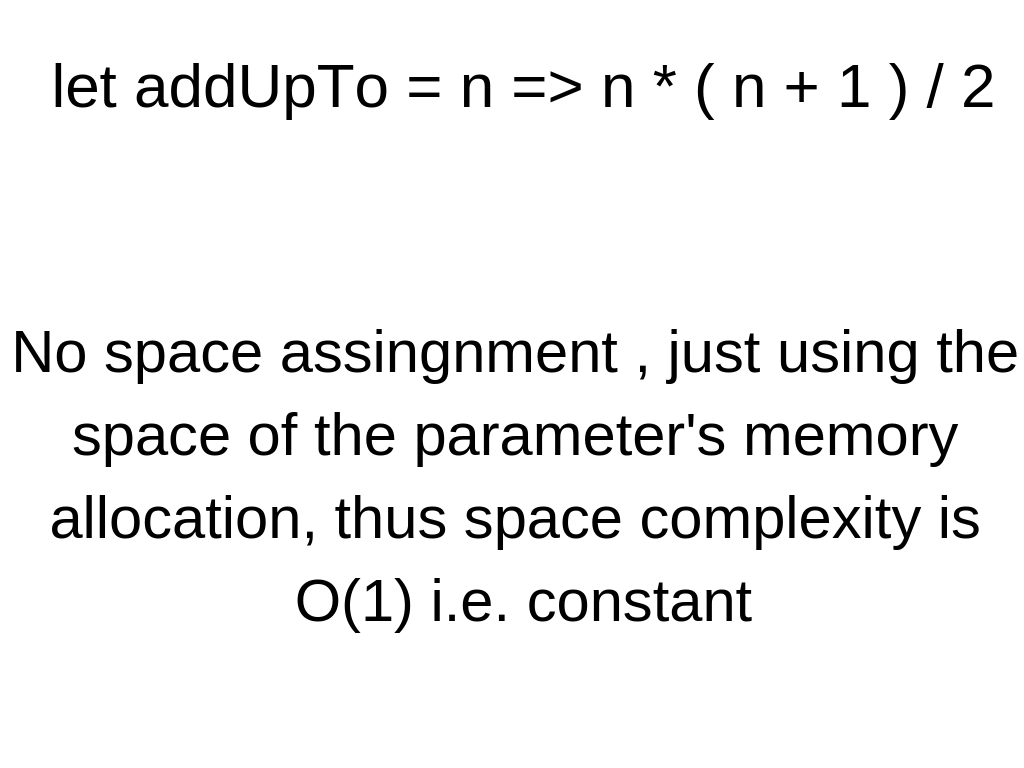 let addUpTo = n => n * ( n + 1 ) / 2
No space assingnment , just using the
space of the parameter's memory
allocation, thus space complexity is
O(1) i.e. constant